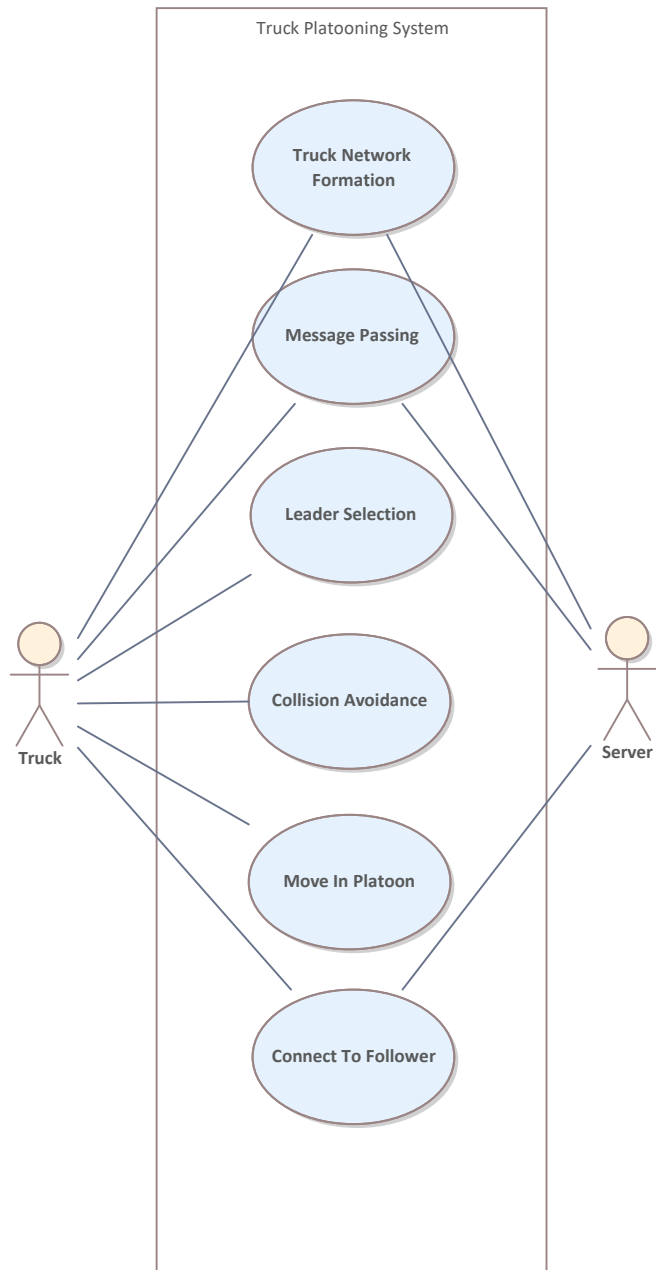 Truck Platooning System
Truck Network
Formation
Message Passing
Leader Selection
Collision Avoidance
Truck
Server
Move In Platoon
Connect To Follower